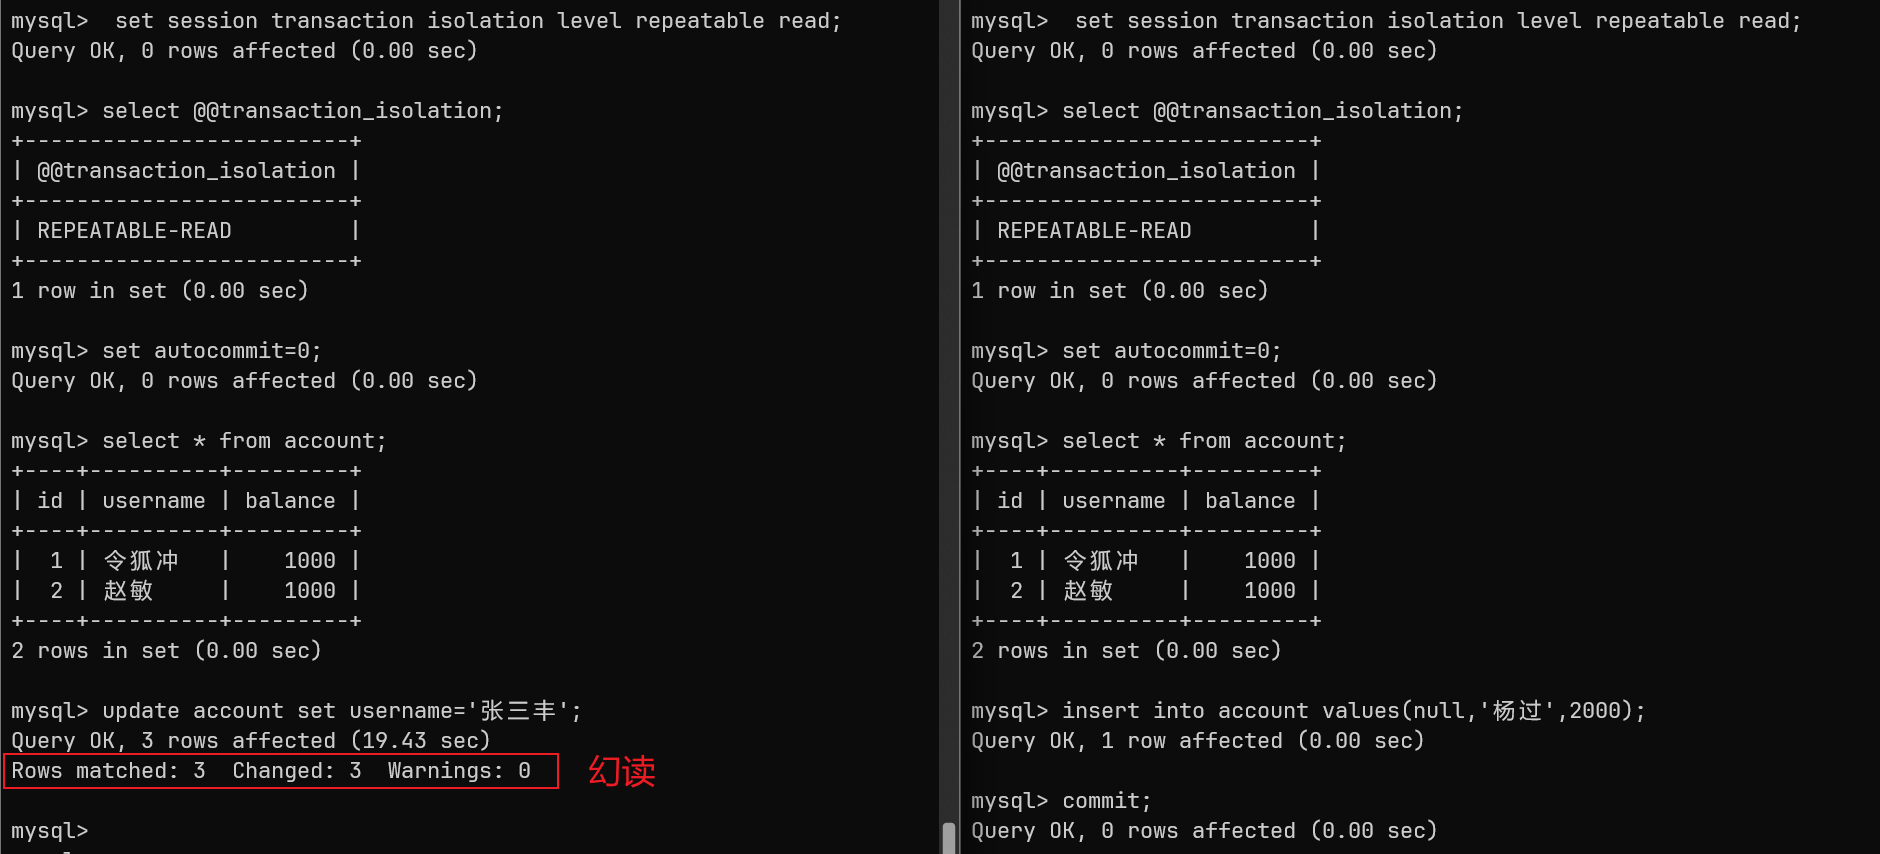 mysql>  set session transaction isolation level repeatable read;
Query OK, 0 rows affected (0.00 sec)

mysql> select @@transaction_isolation;
+-------------------------+
| @@transaction_isolation |
+-------------------------+
| REPEATABLE-READ         |
+-------------------------+
1 row in set (0.00 sec)

mysql> set autocommit=0;
Query OK, 0 rows affected (0.00 sec)

mysql> select * from account;
+----+----------+---------+
| id | username | balance |
+----+----------+---------+
|  1 | 令狐冲   |    1000 |
|  2 | 赵敏     |    1000 |
+----+----------+---------+
2 rows in set (0.00 sec)

mysql> update account set username='张三丰';
Query OK, 3 rows affected (19.43 sec)
Rows matched: 3  Changed: 3  Warnings: 0
幻读

mysql>

mysql>  set session transaction isolation level repeatable read;
Query OK, 0 rows affected (0.00 sec)

mysql> select @@transaction_isolation;
+-------------------------+
| @@transaction_isolation |
+-------------------------+
| REPEATABLE-READ         |
+-------------------------+
1 row in set (0.00 sec)

mysql> set autocommit=0;
Query OK, 0 rows affected (0.00 sec)

mysql> select * from account;
+----+----------+---------+
| id | username | balance |
+----+----------+---------+
|  1 | 令狐冲   |    1000 |
|  2 | 赵敏     |    1000 |
+----+----------+---------+
2 rows in set (0.00 sec)

mysql> insert into account values(null,'杨过',2000);
Query OK, 1 row affected (0.00 sec)

mysql> commit;
Query OK, 0 rows affected (0.00 sec)